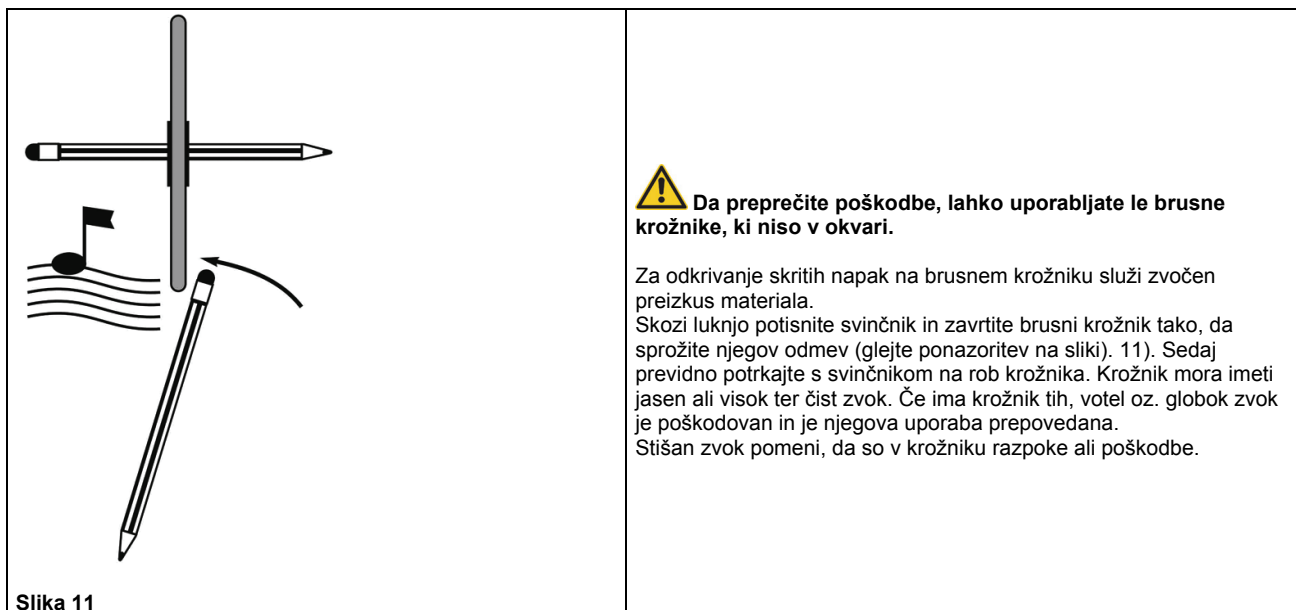 Da preprečite poškodbe, lahko uporabljate le brusne
krožnike, ki niso v okvari.
Za odkrivanje skritih napak na brusnem krožniku služi zvočen
preizkus materiala.
Skozi luknjo potisnite svinčnik in zavrtite brusni krožnik tako, da
sprožite njegov odmev (glejte ponazoritev na sliki). 11). Sedaj
previdno potrkajte s svinčnikom na rob krožnika. Krožnik mora imeti
jasen ali visok ter čist zvok. Če ima krožnik tih, votel oz. globok zvok
je poškodovan in je njegova uporaba prepovedana.
Stišan zvok pomeni, da so v krožniku razpoke ali poškodbe.
Slika 11